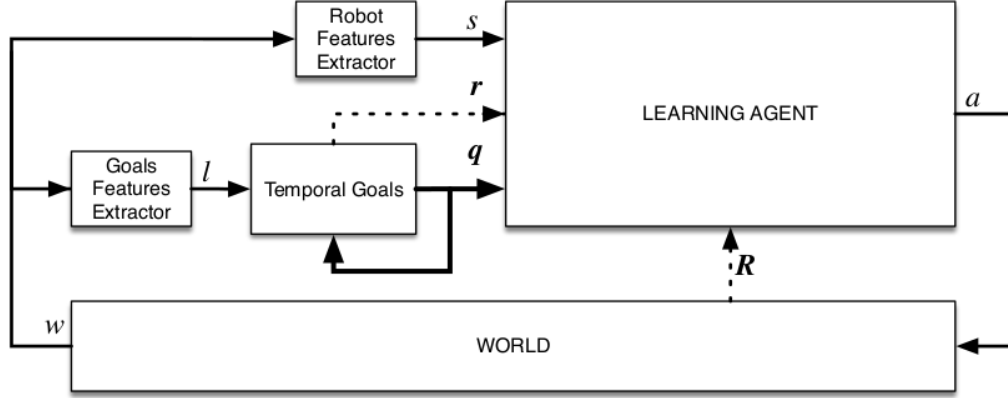 Robot
Features
Extractor
s
r
LEARNING AGENT
a
Goals
Features
Extractor
l
Temporal Goals
q
R
w
WORLD